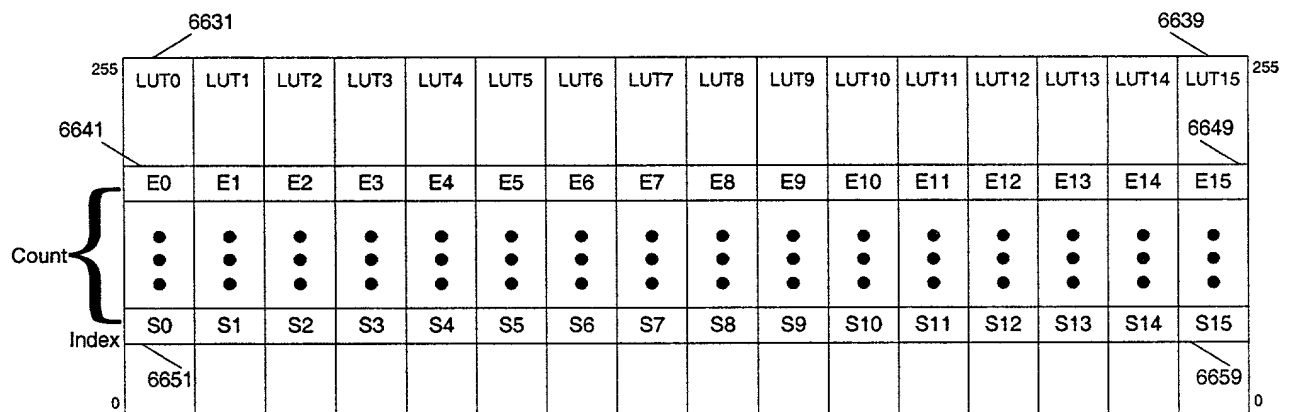 6631 6639
255 LUT0 LUT1 LUT2 LUT3 LUT4 LUT5 LUT6 LUT7 LUT8 LUT9 LUT10 LUT11 LUT12 LUT13 LUT14 LUT15 255
6641 6649
E0 E1 E2 E3 E4 E5 E6 E7 E8 E9 E10 E11 E12 E13 E14 E15
Count
Index S0 S1 S2 S3 S4 S5 S6 S7 S8 S9 S10 S11 S12 S13 S14 S15
6651 6659
0 0